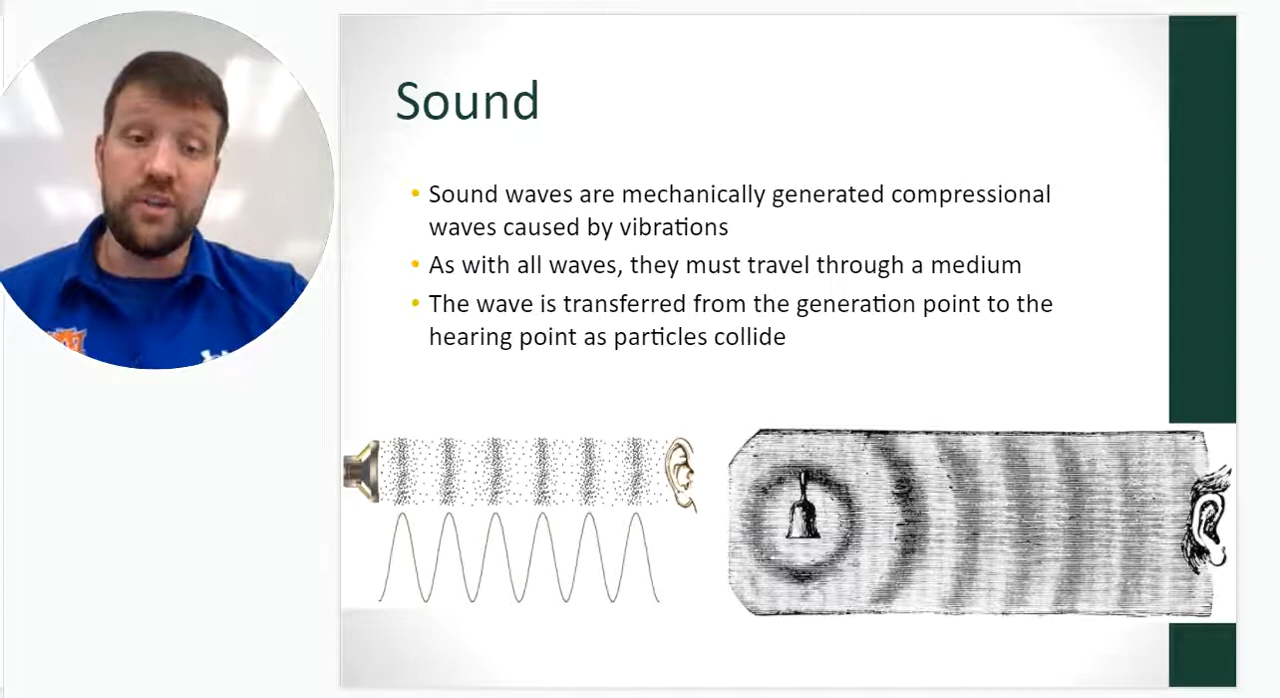 Sound
• Sound waves are mechanically generated compressional
waves caused by vibrations
• As with all waves, they must travel through a medium
• The wave is transferred from the generation point to the
hearing point as particles collide